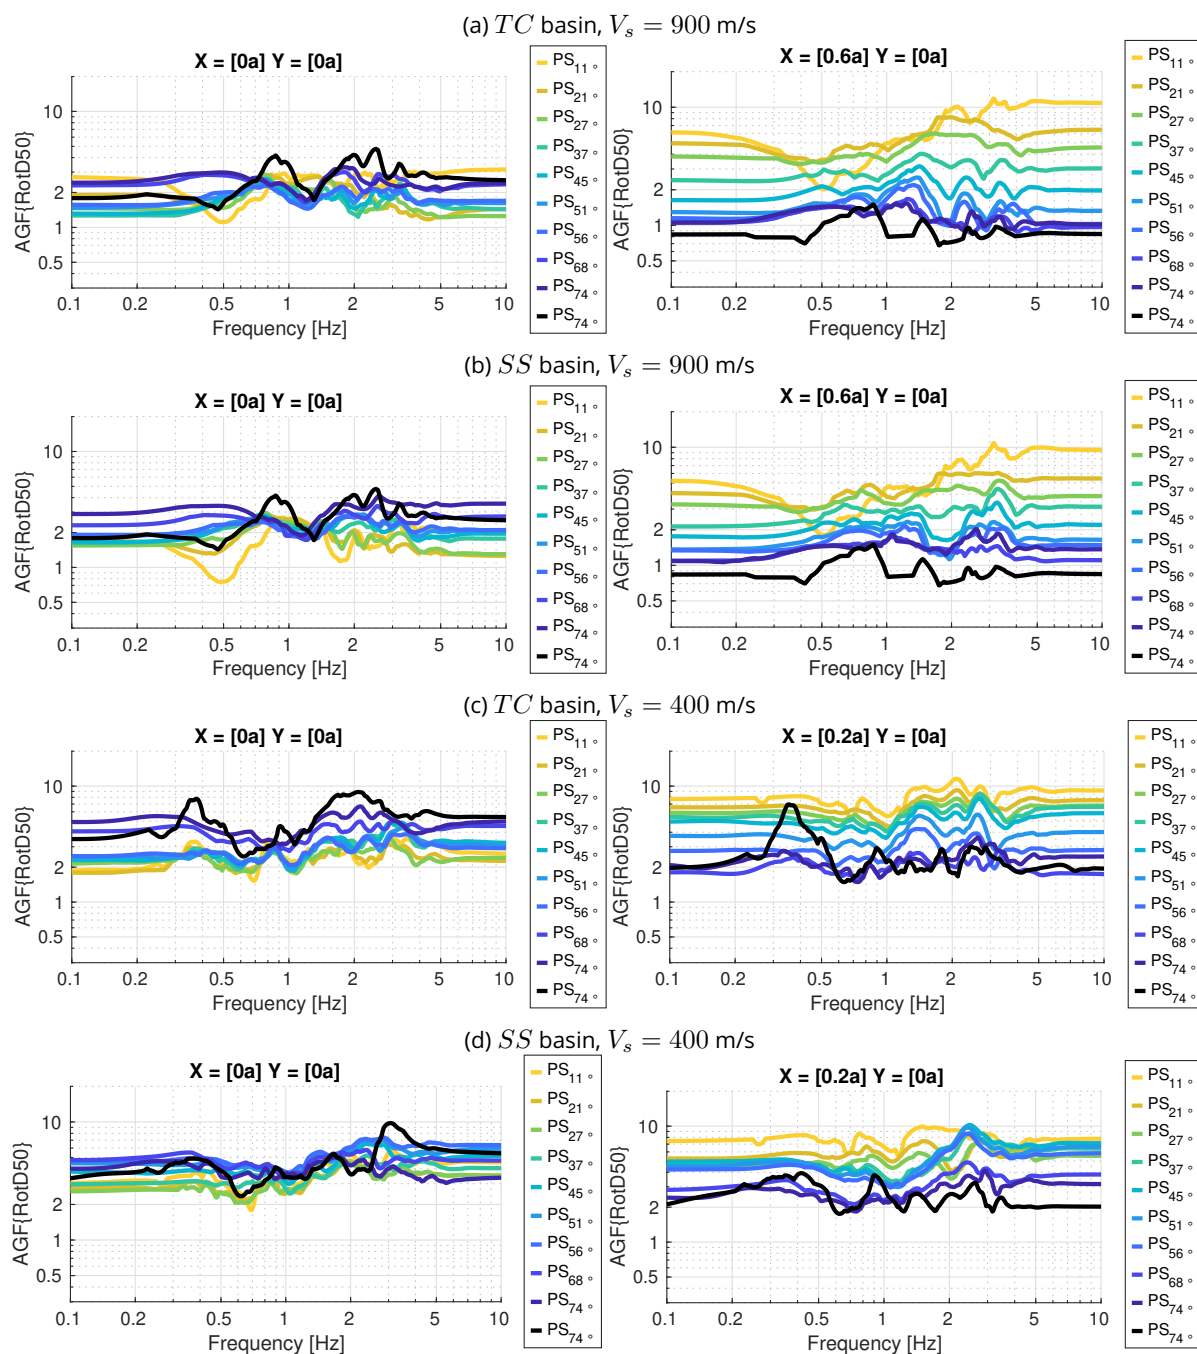 (a) TC basin, Vs = 900 m/s
X = [0a] Y = [0a]
AGF{RotD50}
10
2
1
0.5
0.1 0.2 0.5 1 2 5 10
Frequency [Hz]
PS11°
PS21°
PS27°
PS37°
PS45°
PS51°
PS56°
PS68°
PS74°
PS74°
X = [0.6a] Y = [0a]
AGF{RotD50}
10
2
1
0.5
0.1 0.2 0.5 1 2 5 10
Frequency [Hz]
PS11°
PS21°
PS27°
PS37°
PS45°
PS51°
PS56°
PS68°
PS74°
PS74°
(b) SS basin, Vs = 900 m/s
X = [0a] Y = [0a]
AGF{RotD50}
10
2
1
0.5
0.1 0.2 0.5 1 2 5 10
Frequency [Hz]
PS11°
PS21°
PS27°
PS37°
PS45°
PS51°
PS56°
PS68°
PS74°
PS74°
X = [0.6a] Y = [0a]
AGF{RotD50}
10
2
1
0.5
0.1 0.2 0.5 1 2 5 10
Frequency [Hz]
PS11°
PS21°
PS27°
PS37°
PS45°
PS51°
PS56°
PS68°
PS74°
PS74°
(c) TC basin, Vs = 400 m/s
X = [0a] Y = [0a]
AGF{RotD50}
10
2
1
0.5
0.1 0.2 0.5 1 2 5 10
Frequency [Hz]
PS11°
PS21°
PS27°
PS37°
PS45°
PS51°
PS56°
PS68°
PS74°
PS74°
X = [0.2a] Y = [0a]
AGF{RotD50}
10
2
1
0.5
0.1 0.2 0.5 1 2 5 10
Frequency [Hz]
PS11°
PS21°
PS27°
PS37°
PS45°
PS51°
PS56°
PS68°
PS74°
PS74°
(d) SS basin, Vs = 400 m/s
X = [0a] Y = [0a]
AGF{RotD50}
10
2
1
0.5
0.1 0.2 0.5 1 2 5 10
Frequency [Hz]
PS11°
PS21°
PS27°
PS37°
PS45°
PS51°
PS56°
PS68°
PS74°
PS74°
X = [0.2a] Y = [0a]
AGF{RotD50}
10
2
1
0.5
0.1 0.2 0.5 1 2 5 10
Frequency [Hz]
PS11°
PS21°
PS27°
PS37°
PS45°
PS51°
PS56°
PS68°
PS74°
PS74°